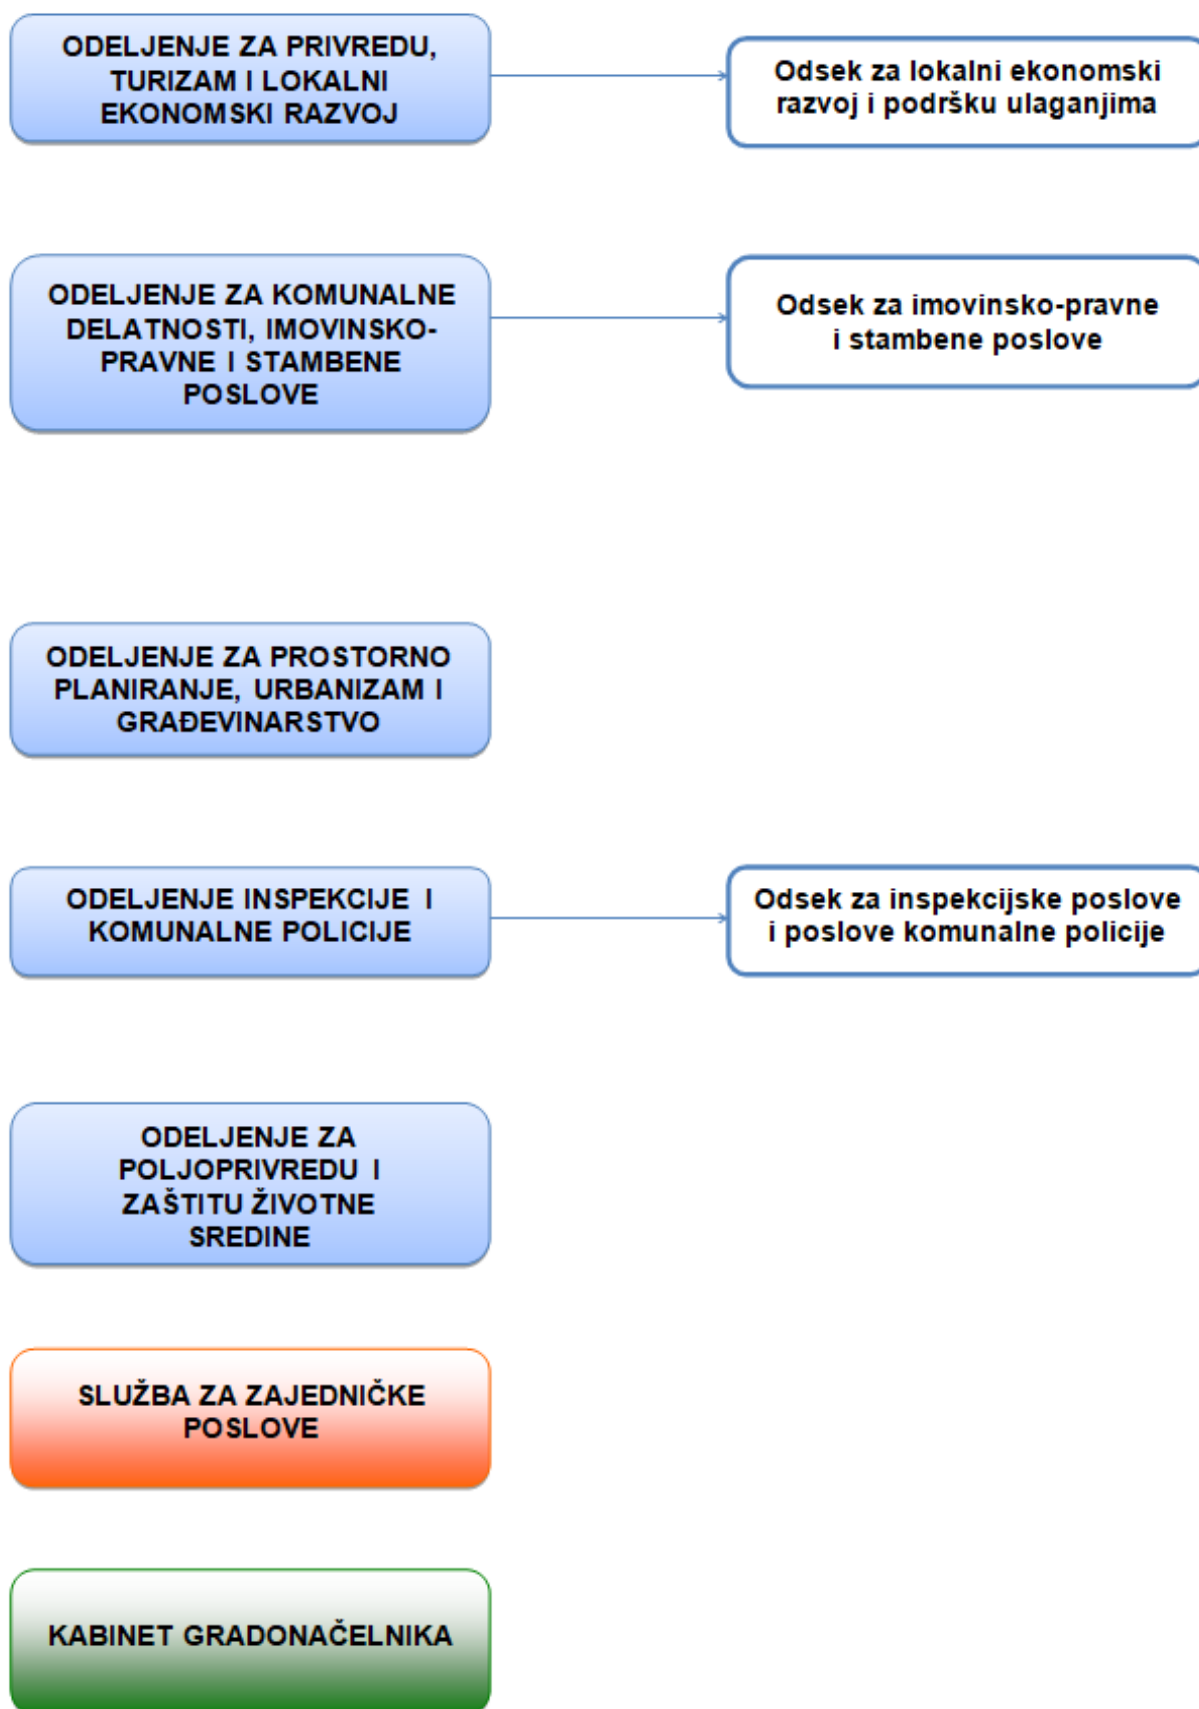 ODELJENJE ZA PRIVREDU,
TURIZAM I LOKALNI
EKONOMSKI RAZVOJ
Odsek za lokalni ekonomski
razvoj i podršku ulaganjima
ODELJENJE ZA KOMUNALNE
DELATNOSTI, IMOVINSKO-
PRAVNE I STAMBENE
POSLOVE
Odsek za imovinsko-pravne
i stambene poslove
ODELJENJE ZA PROSTORNO
PLANIRANJE, URBANIZAM I
GRAĐEVINARSTVO
ODELJENJE INSPEKCIJE I
KOMUNALNE POLICIJE
Odsek za inspekcijske poslove
i poslove komunalne policije
ODELJENJE ZA
POLJOPRIVREDU I
ZAŠTITU ŽIVOTNE
SREDINE
SLUŽBA ZA ZAJEDNIČKE
POSLOVE
KABINET GRADONAČELNIKA